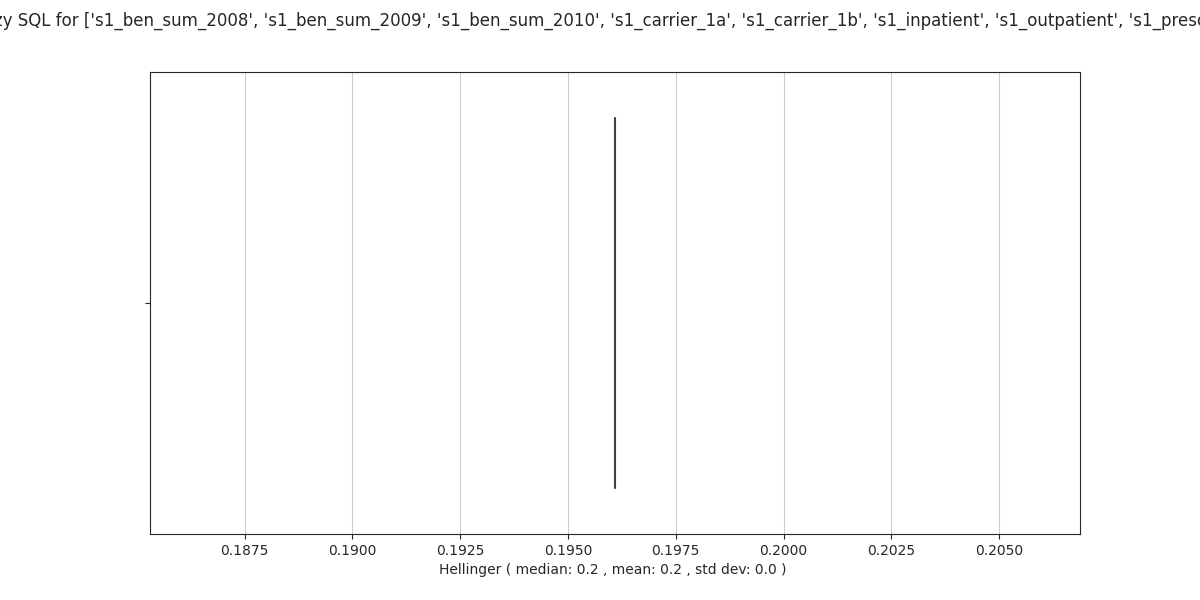 zy SQL for ['s1_ben_sum_2008', 's1_ben_sum_2009', 's1_ben_sum_2010', 's1_carrier_1a', 's1_carrier_1b', 's1_inpatient', 's1_outpatient', 's1_presc
0.1875 0.1900 0.1925 0.1950 0.1975 0.2000 0.2025 0.2050
Hellinger ( median: 0.2 , mean: 0.2 , std dev: 0.0 )